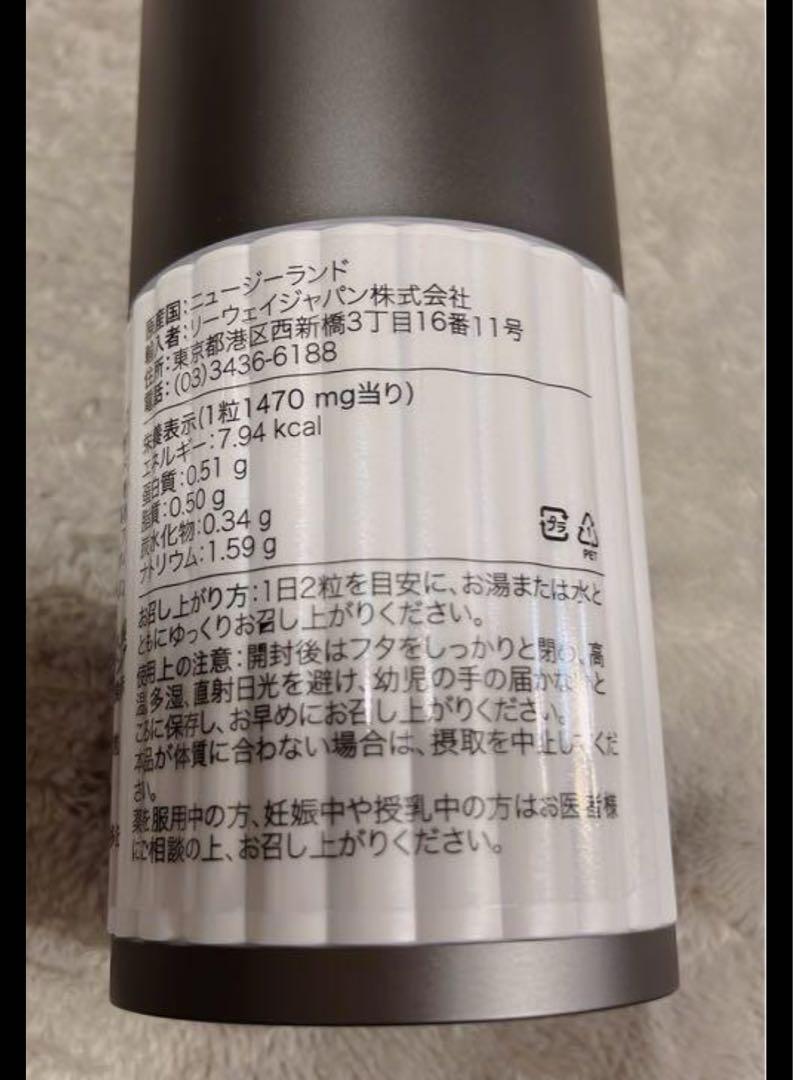 原産国:ニュージーランド
輸入者:リーウェイジャパン株式会社
住所:東京都港区西新橋3丁目16番11号
電話:(03)3436-6188
栄養表示(1粒1470 mg当り)
エネルギー:7.94 kcal
蛋白質:0.51 g
脂質:0.50 g
炭水化物:0.34 g
ナトリウム:1.59 g
プラ
1
PET
お召し上がり方:1日2粒を目安に、お湯または水と
ともにゆっくりお召し上がりください。
使用上の注意:開封後はフタをしっかりと閉め、高
温多湿、直射日光を避け、幼児の手の届かないと
ころに保存し、お早めにお召し上がりください。
本品が体質に合わない場合は、摂取を中止してくだ
さい。
薬を服用中の方、妊娠中や授乳中の方はお医者様
にご相談の上、お召し上がりください。